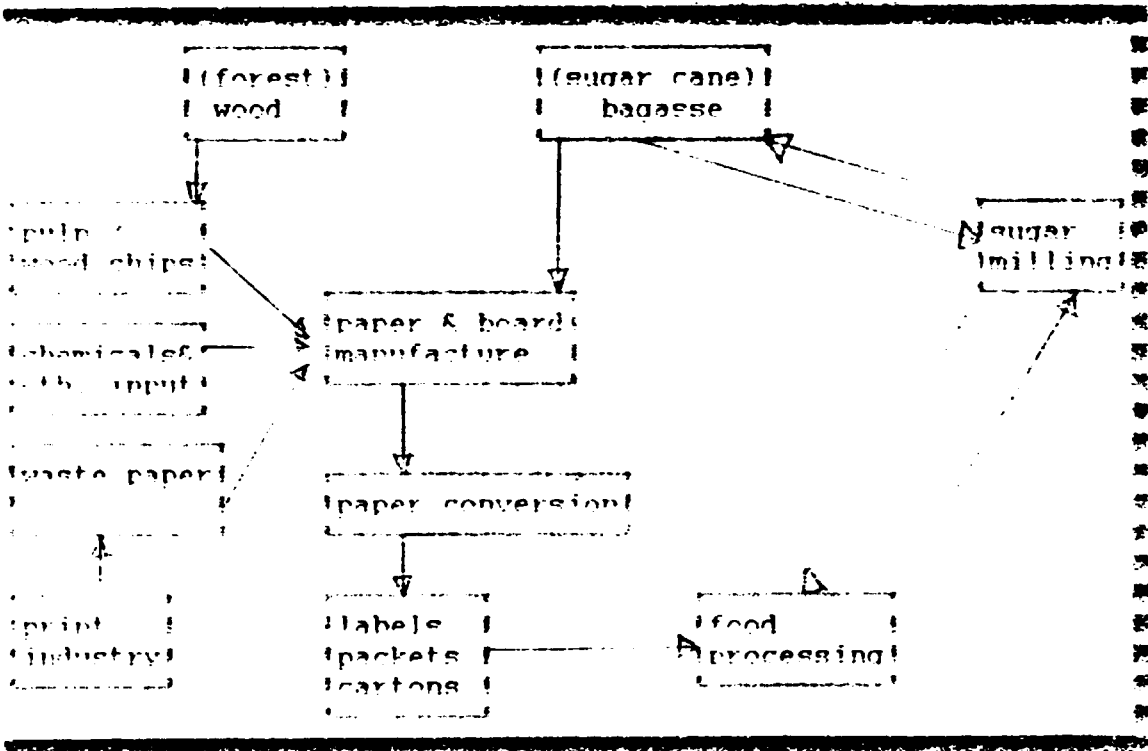 (forest)
wood
(sugar cane)
bagasse
pulp
wood chips
sugar
milling
paper & board
manufacture
chemicals&
input
waste paper
paper conversion
print
industry
labels
packets
cartons
food
processing